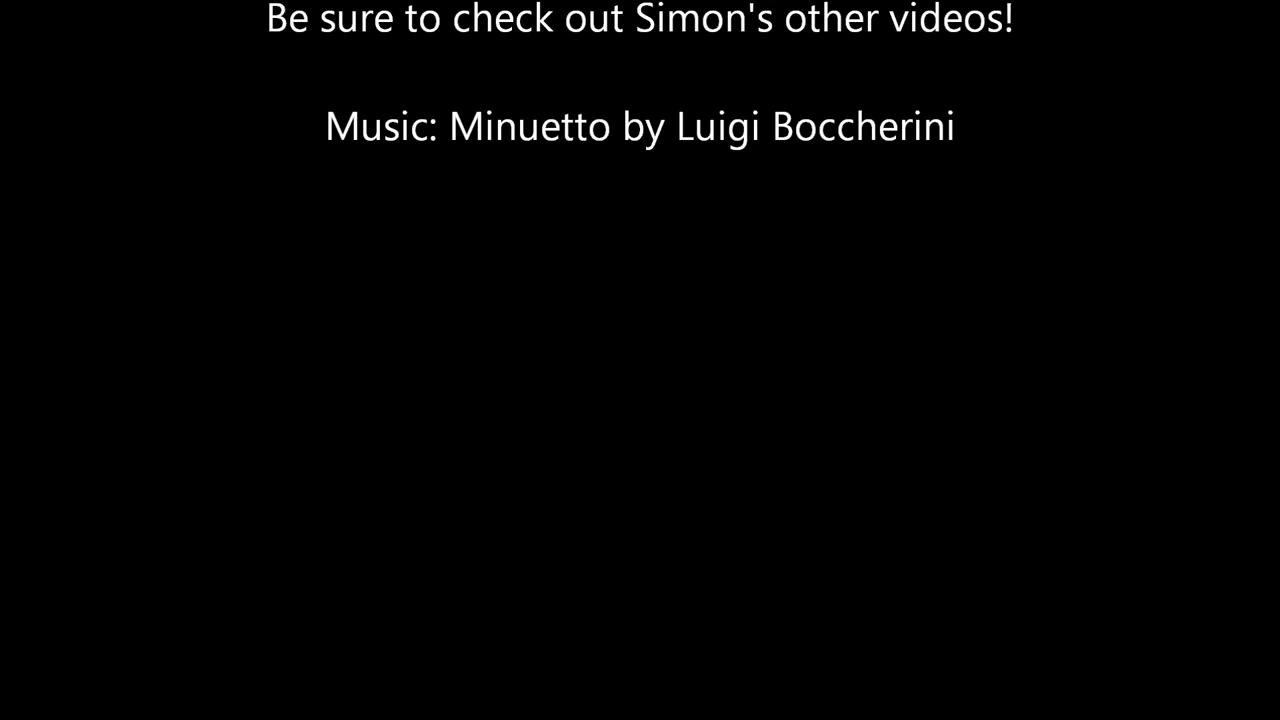 Be sure to check out Simon's other videos!
Music: Minuetto by Luigi Boccherini